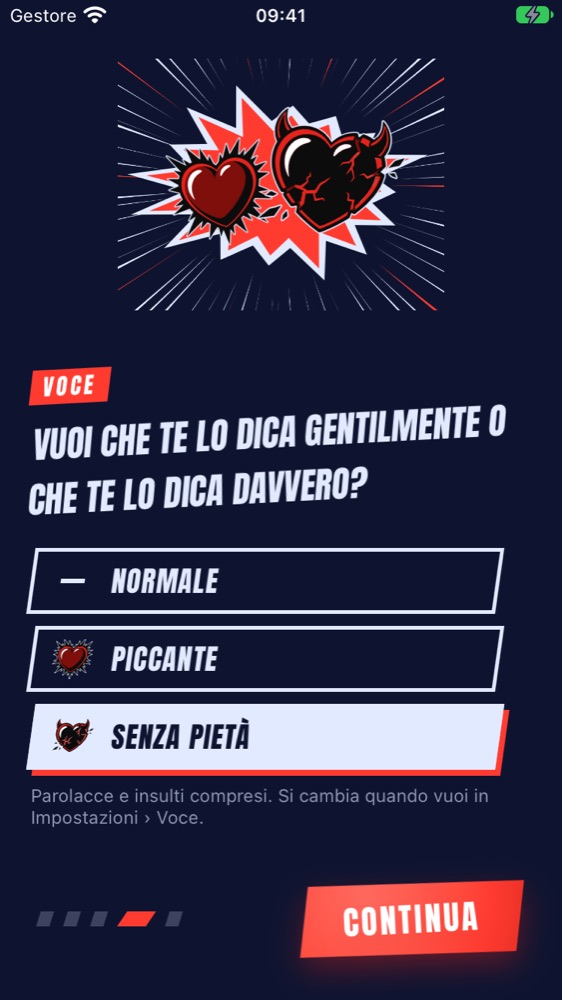 Gestore
09:41
VOCE
VUOI CHE TE LO DICA GENTILMENTE O
CHE TE LO DICA DAVVERO?
NORMALE
PICCANTE
SENZA PIETÀ
Parolacce e insulti compresi. Si cambia quando vuoi in
Impostazioni › Voce.
CONTINUA